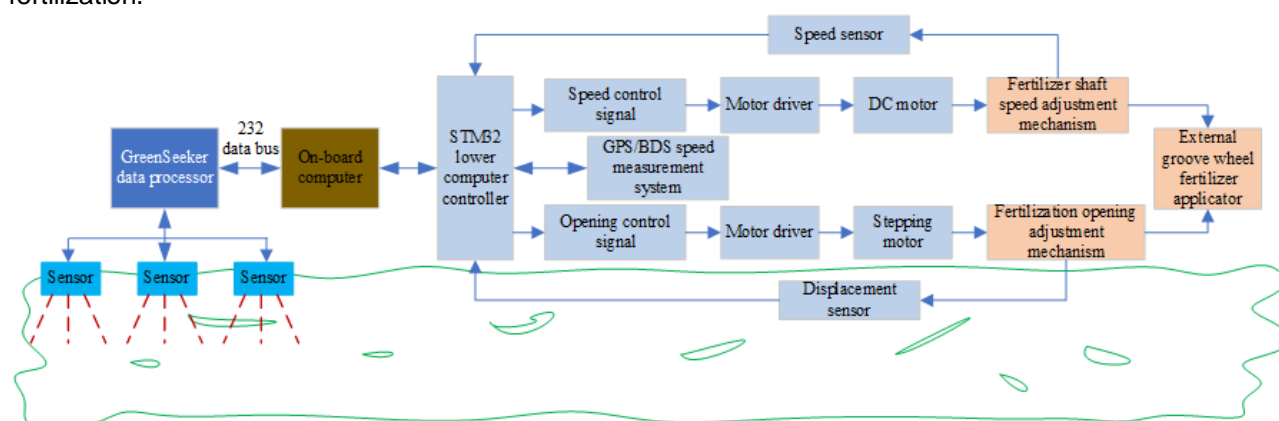 fertilization.
Speed sensor
Speed control
signal
Motor driver
DC motor
Fertilizer shaft
speed adjustment
mechanism
232
data bus
GreenSeeker
data processor
On-board
computer
STM32
lower
computer
controller
GPS/BDS speed
measurement
system
External
groove wheel
fertilizer
applicator
Opening control
signal
Motor driver
Stepping
motor
Fertilization opening
adjustment
mechanism
Sensor
Sensor
Sensor
Displacement
sensor